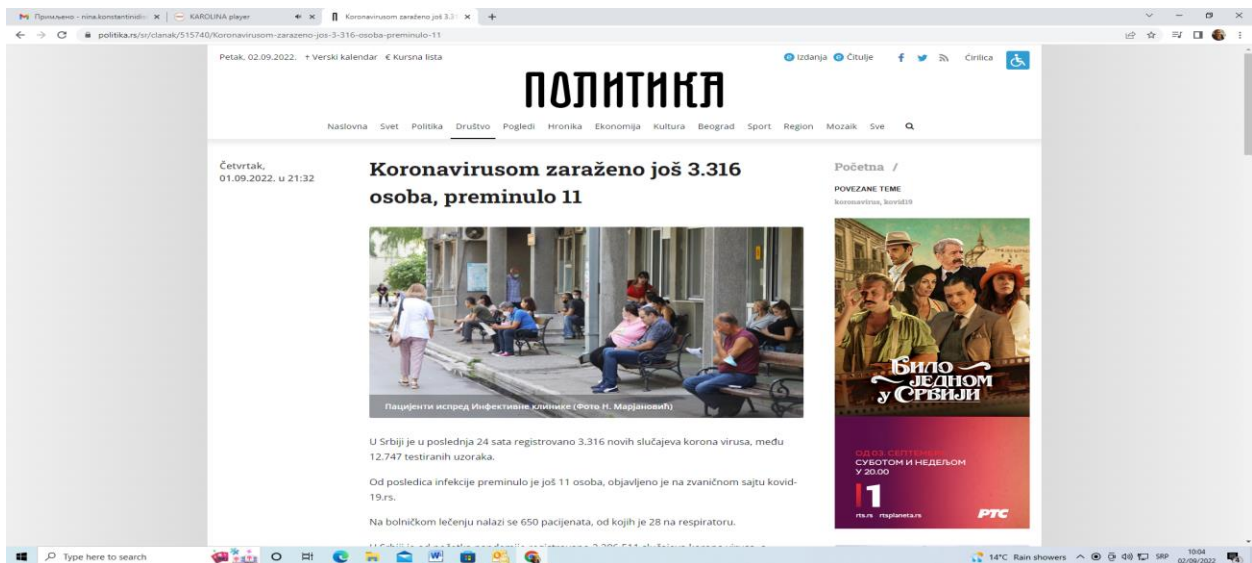 Примљено - nina.konstantinidi
KAROLINA player
Koronavirusom zaraženo još 3.31
politika.rs/sr/clanak/515740/Koronavirusom-zarazeno-jos-3-316-osoba-preminulo-11
Petak, 02.09.2022. + Verski kalendar € Kursna lista
Izdanja Čitulje Ćirilica
ПОЛИТИКА
Naslovna Svet Politika Društvo Pogledi Hronika Ekonomija Kultura Beograd Sport Region Mozaik Sve
Četvrtak,
01.09.2022. u 21:32
Koronavirusom zaraženo još 3.316
osoba, preminulo 11
Пацијенти испред Инфективне клинике (Фото Н. Марјановић)
U Srbiji je u poslednja 24 sata registrovano 3.316 novih slučajeva korona virusa, među
12.747 testiranih uzoraka.
Od posledica infekcije preminulo je još 11 osoba, objavljeno je na zvaničnom sajtu kovid-
19.rs.
Na bolničkom lečenju nalazi se 650 pacijenata, od kojih je 28 na respiratoru.
Početna /
POVEZANE TEME
koronavirus, kovid19
Било
ЈЕДНОМ
у СРБИЈИ
ОД 03. СЕПТЕМБРА
СУБОТОМ И НЕДЕЉОМ
У 20.00
1
rts.rs rtsplaneta.rs
РТС
Type here to search
14°C Rain showers
SRP
10:04
02/09/2022